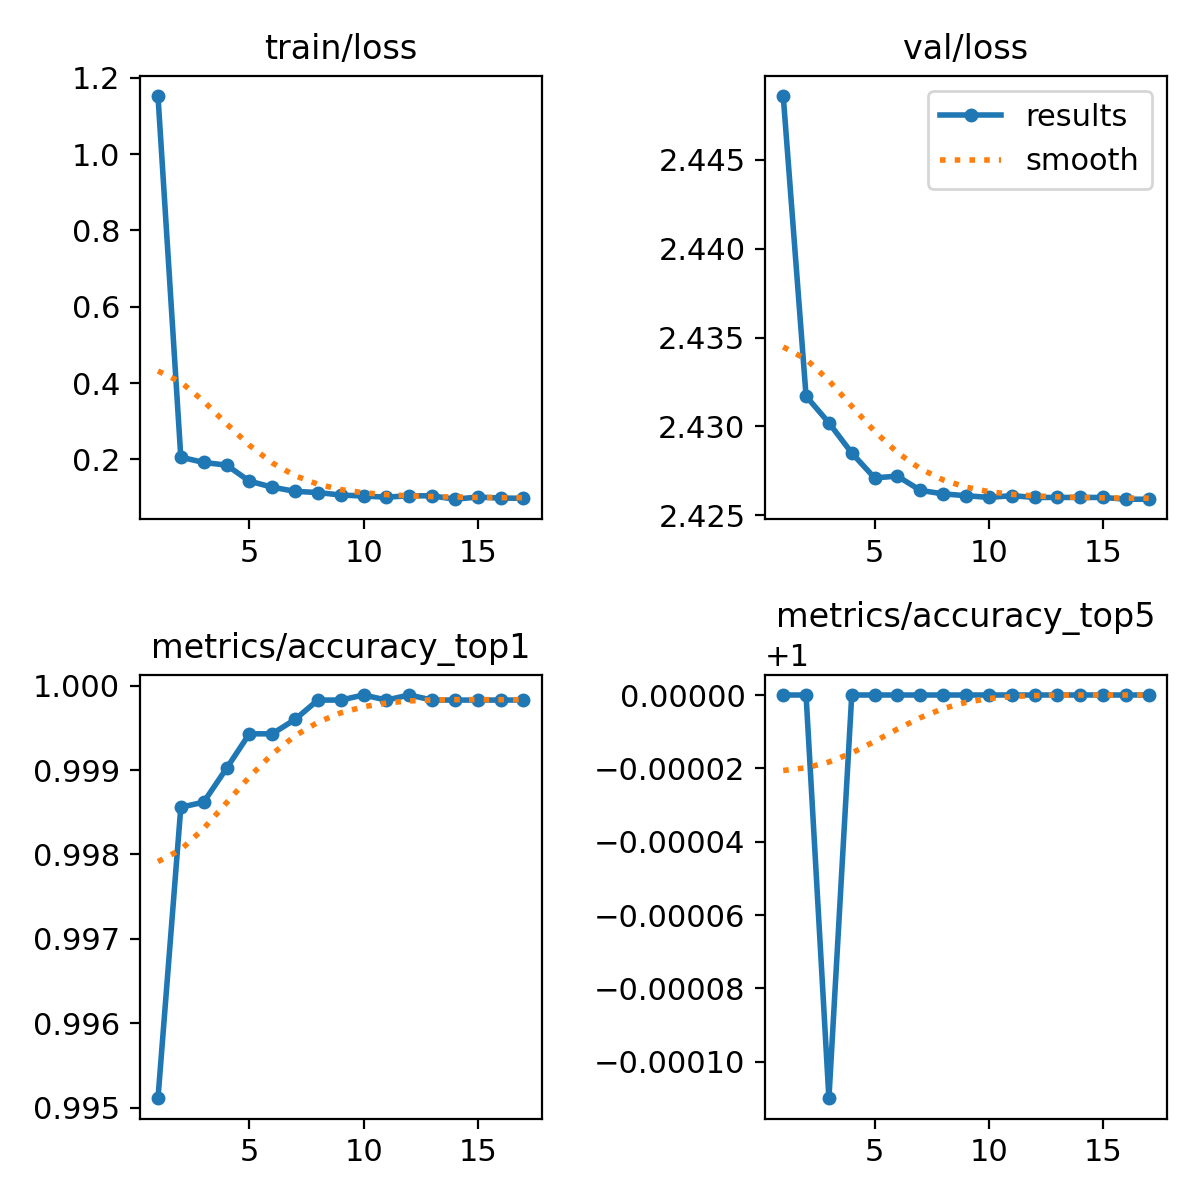 train/loss
1.2
1.0
0.8
0.6
0.4
0.2
5 10 15
val/loss
results
smooth
2.445
2.440
2.435
2.430
2.425
5 10 15
metrics/accuracy_top1
1.000
0.999
0.998
0.997
0.996
0.995
5 10 15
metrics/accuracy_top5
+1
0.00000
−0.00002
−0.00004
−0.00006
−0.00008
−0.00010
5 10 15